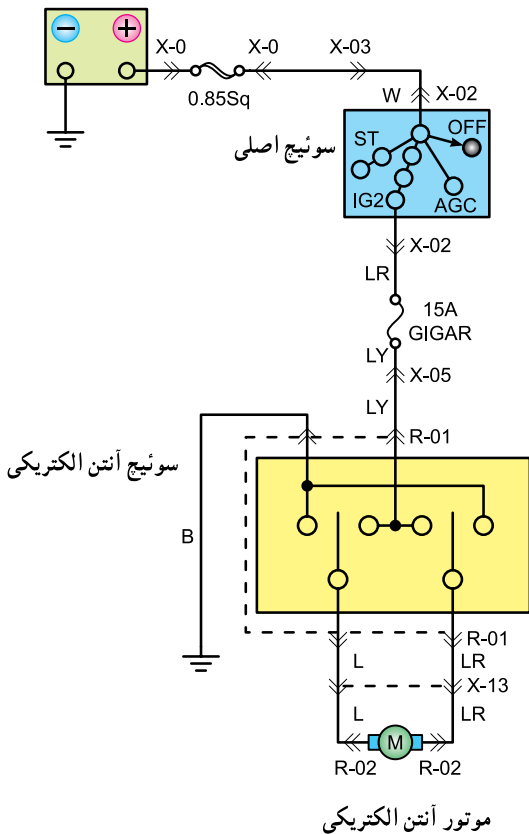 − +
X-0 X-0 X-03
0.85Sq
W X-02
سوئیچ اصلی
ST OFF
IG2 AGC
X-02
LR
15A
GIGAR
LY
X-05
LY
R-01
سوئیچ آنتن الکتریکی
B
R-01
L LR
X-13
L LR
M
R-02 R-02
موتور آنتن الکتریکی